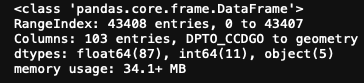 <class 'pandas.core.frame.DataFrame'>
RangeIndex: 43408 entries, 0 to 43407
Columns: 103 entries, DPTO_CCDGO to geometry
dtypes: float64(87), int64(11), object(5)
memory usage: 34.1+ MB